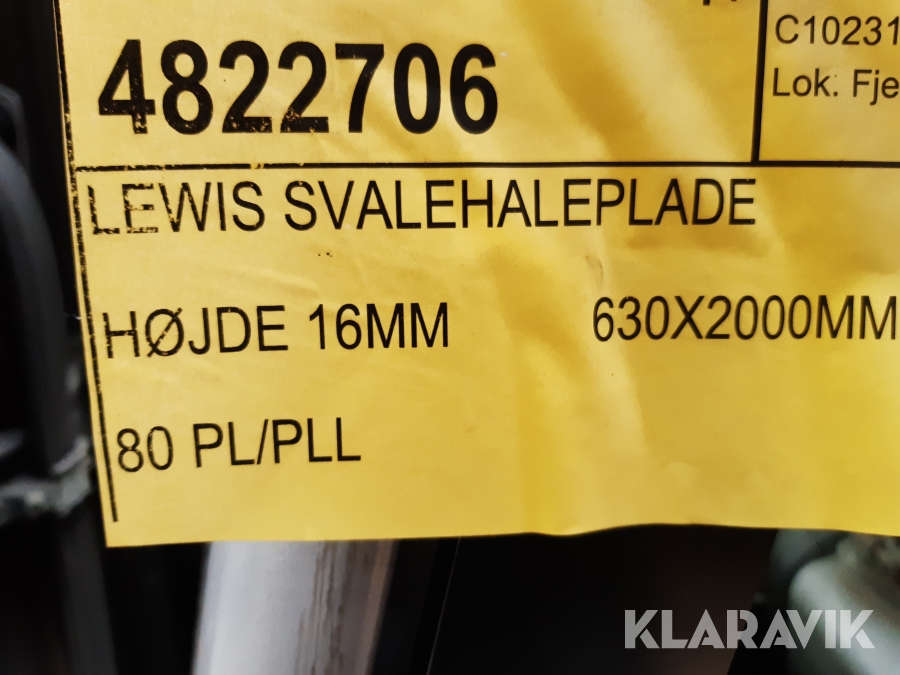 4822706
C10231
Lok. Fje
LEWIS SVALEHALEPLADE
HØJDE 16MM 630X2000MM
80 PL/PLL
KLARAVIK